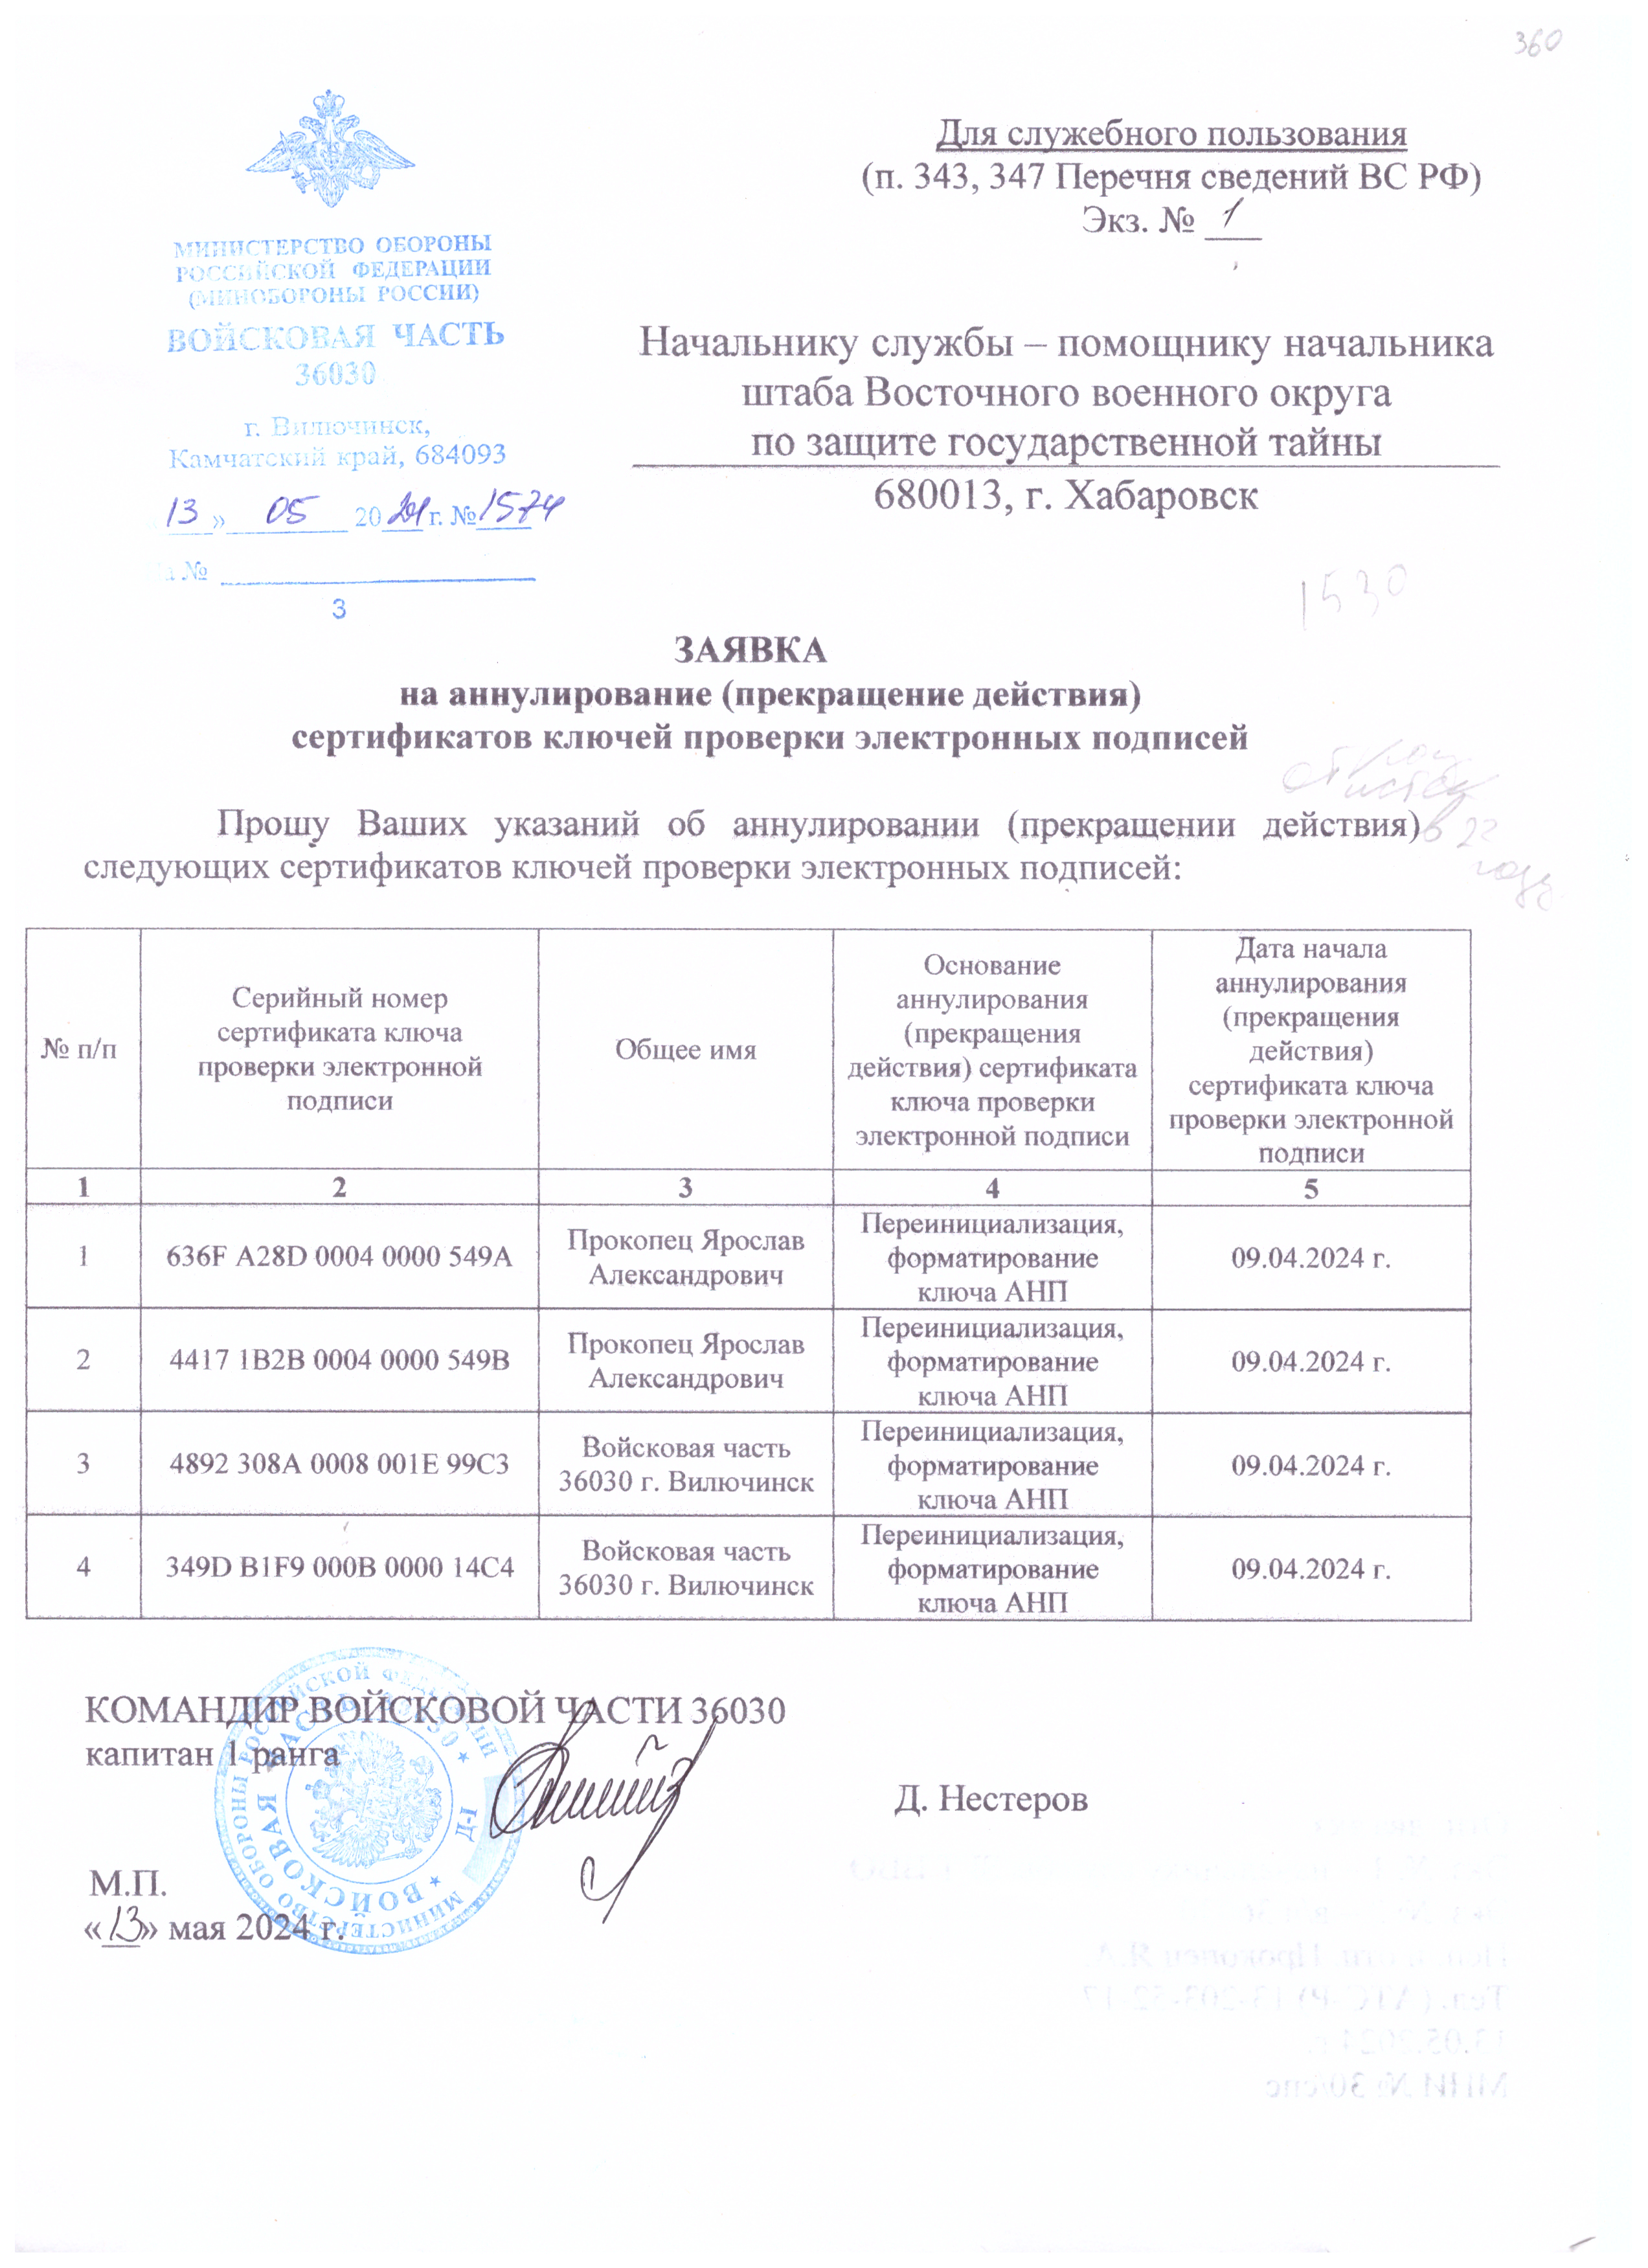 360
Для служебного пользования
(п. 343, 347 Перечня сведений ВС РФ)
Экз. № 1
МИНИСТЕРСТВО ОБОРОНЫ
РОССИЙСКОЙ ФЕДЕРАЦИИ
(МИНОБОРОНЫ РОССИИ)
ВОЙСКОВАЯ ЧАСТЬ
36030
г. Вилючинск,
Камчатский край, 684093
13 » 05 20 24 г. № 1574
№
3
Начальнику службы – помощнику начальника
штаба Восточного военного округа
по защите государственной тайны
680013, г. Хабаровск
1530
ЗАЯВКА
на аннулирование (прекращение действия)
сертификатов ключей проверки электронных подписей
Прошу Ваших указаний об аннулировании (прекращении действия)
следующих сертификатов ключей проверки электронных подписей:
в 22
году
№ п/п
Серийный номер
сертификата ключа
проверки электронной
подписи
Общее имя
Основание
аннулирования
(прекращения
действия) сертификата
ключа проверки
электронной подписи
Дата начала
аннулирования
(прекращения
действия)
сертификата ключа
проверки электронной
подписи
1 2 3 4 5
1
636F A28D 0004 0000 549A
Прокопец Ярослав
Александрович
Переинициализация,
форматирование
ключа АНП
09.04.2024 г.
2
4417 1B2B 0004 0000 549B
Прокопец Ярослав
Александрович
Переинициализация,
форматирование
ключа АНП
09.04.2024 г.
3
4892 308A 0008 001E 99C3
Войсковая часть
36030 г. Вилючинск
Переинициализация,
форматирование
ключа АНП
09.04.2024 г.
4
349D B1F9 000B 0000 14C4
Войсковая часть
36030 г. Вилючинск
Переинициализация,
форматирование
ключа АНП
09.04.2024 г.
КОМАНДИР ВОЙСКОВОЙ ЧАСТИ 36030
капитан 1 ранга
Д. Нестеров
М.П.
«13» мая 2024 г.
МИНИСТЕРСТВО ОБОРОНЫ РОССИЙСКОЙ ФЕДЕРАЦИИ
ВОЙСКОВАЯ ЧАСТЬ 36030